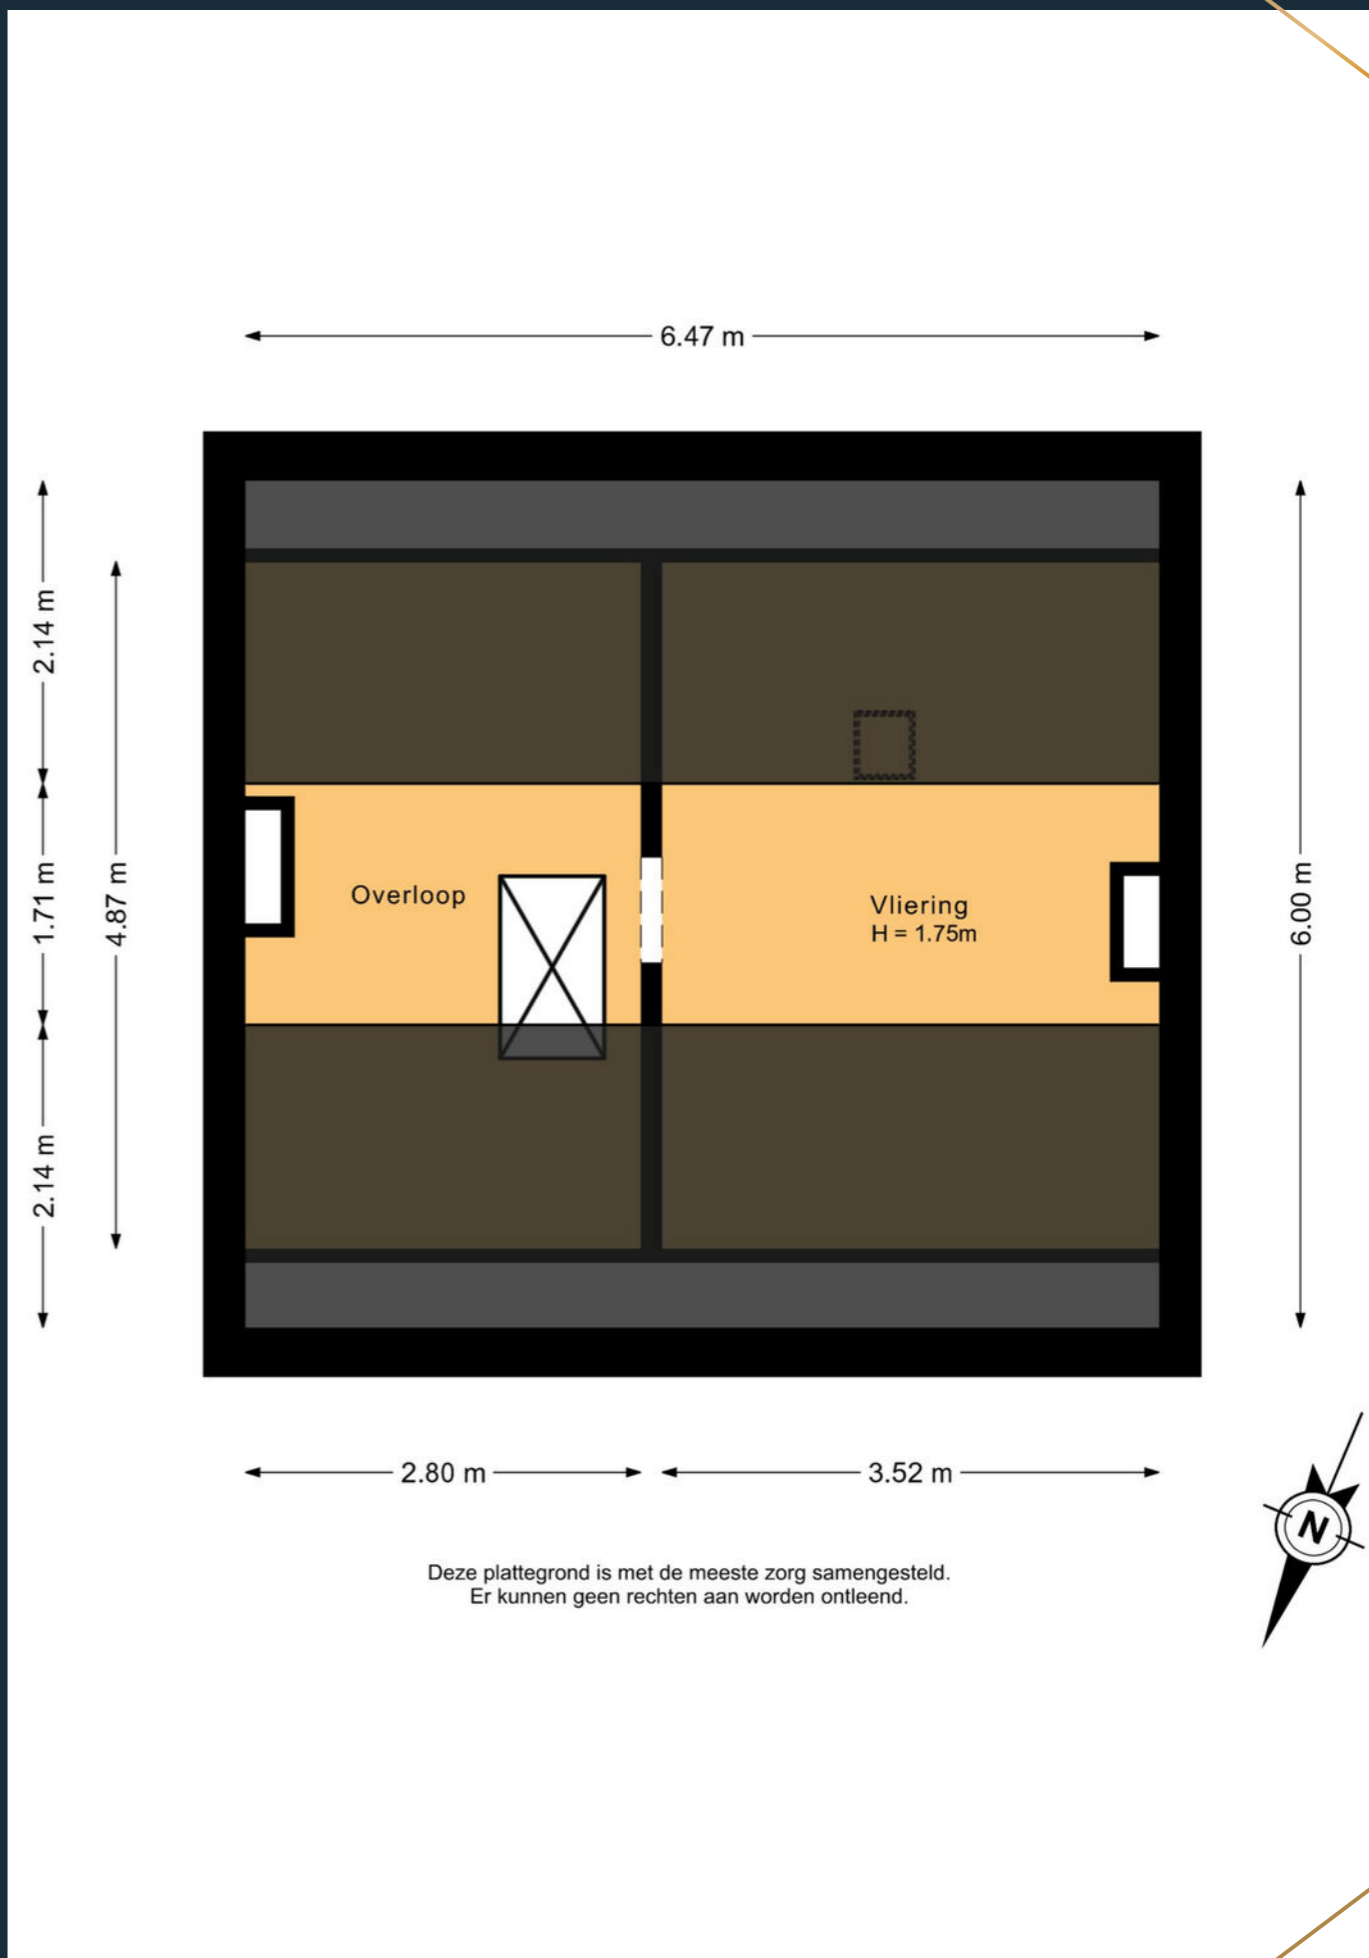 6.47 m
2.14 m
1.71 m
2.14 m
4.87 m
6.00 m
Overloop
Vliering
H = 1.75m
2.80 m
3.52 m
N
Deze plattegrond is met de meeste zorg samengesteld.
Er kunnen geen rechten aan worden ontleend.